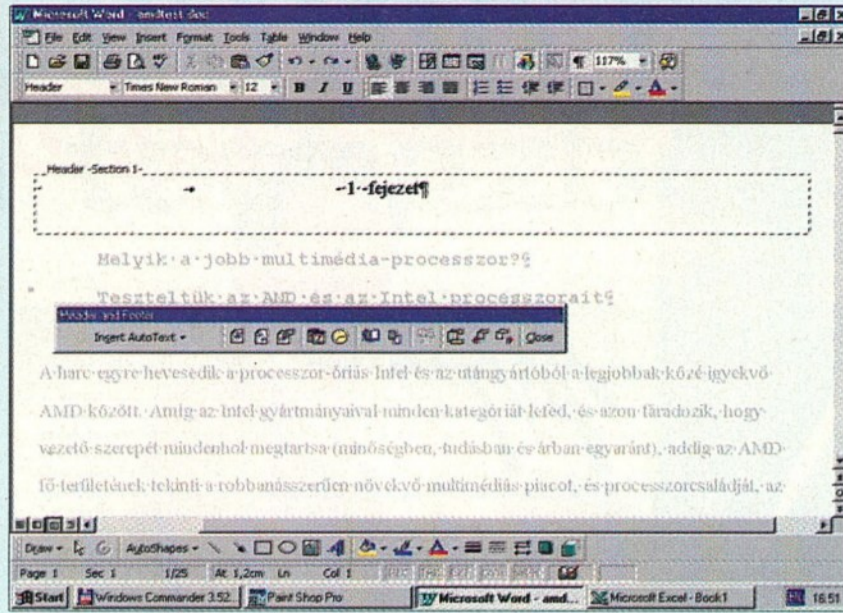 Microsoft Word - amdtest.doc
File Edit View Insert Format Tools Table Window Help
117%
Header Times New Roman 12 B I U
Header -Section 1-
-1.-fejezet¶
Melyik·a·jobb·multimédia-processzor?¶
Teszteltük·az·AMD·és·az·Intel·processzorait¶
Header and Footer
Insert AutoText Close
A·harc·egyre·hevesedik·a·processzor-óriás·Intel·és·az·utángyártóból·a·legjobbak·közé·igyekvő·
AMD·között.·Amíg·az·Intel·gyártmányaival·minden·kategóriát·lefed,·és·azon·fáradozik,·hogy·
vezető·szerepét·mindenhol·megtartsa·(minőségben,·tudásban·és·árban·egyaránt),·addig·az·AMD·
fő·területének·tekinti·a·robbanásszerűen·növekvő·multimédiás·piacot,·és·processzorcsaládját,·az·
Draw AutoShapes
Page 1 Sec 1 1/25 At 1,2cm Ln Col 1
Start Windows Commander 3.52 Paint Shop Pro Microsoft Word - amd... Microsoft Excel - Book1 16:51